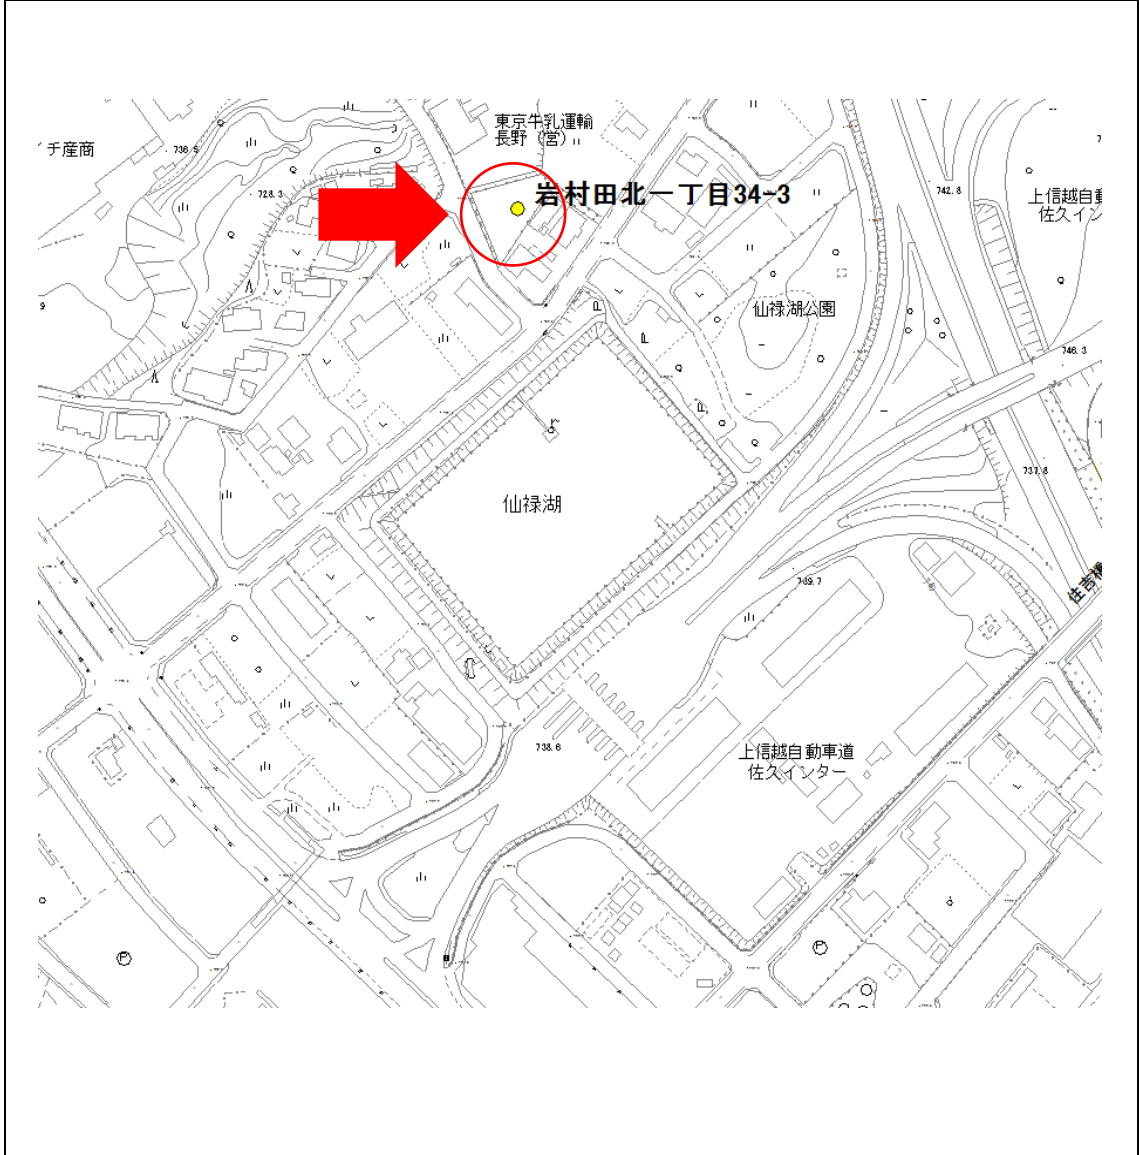 東京牛乳運輸
長野（営）
チ産商
736.5
728.3
岩村田北一丁目34-3
742.8
上信越自動
佐久イン
仙禄湖公園
746.3
737.8
仙禄湖
739.7
住吉橋
738.6
上信越自動車道
佐久インター
P
P